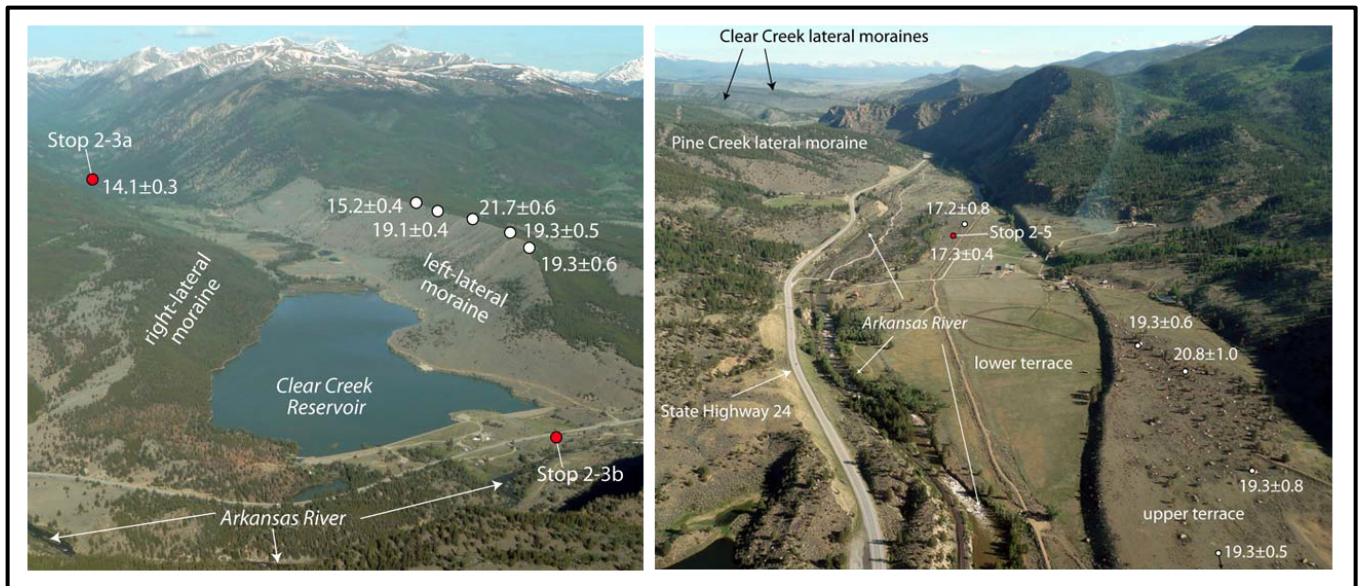 Stop 2-3a
14.1±0.3
15.2±0.4
19.1±0.4
21.7±0.6
19.3±0.5
19.3±0.6
right-lateral
moraine
left-lateral
moraine
Clear Creek
Reservoir
Stop 2-3b
Arkansas River
Clear Creek lateral moraines
Pine Creek lateral moraine
17.2±0.8
Stop 2-5
17.3±0.4
Arkansas River
19.3±0.6
20.8±1.0
lower terrace
State Highway 24
19.3±0.8
upper terrace
19.3±0.5